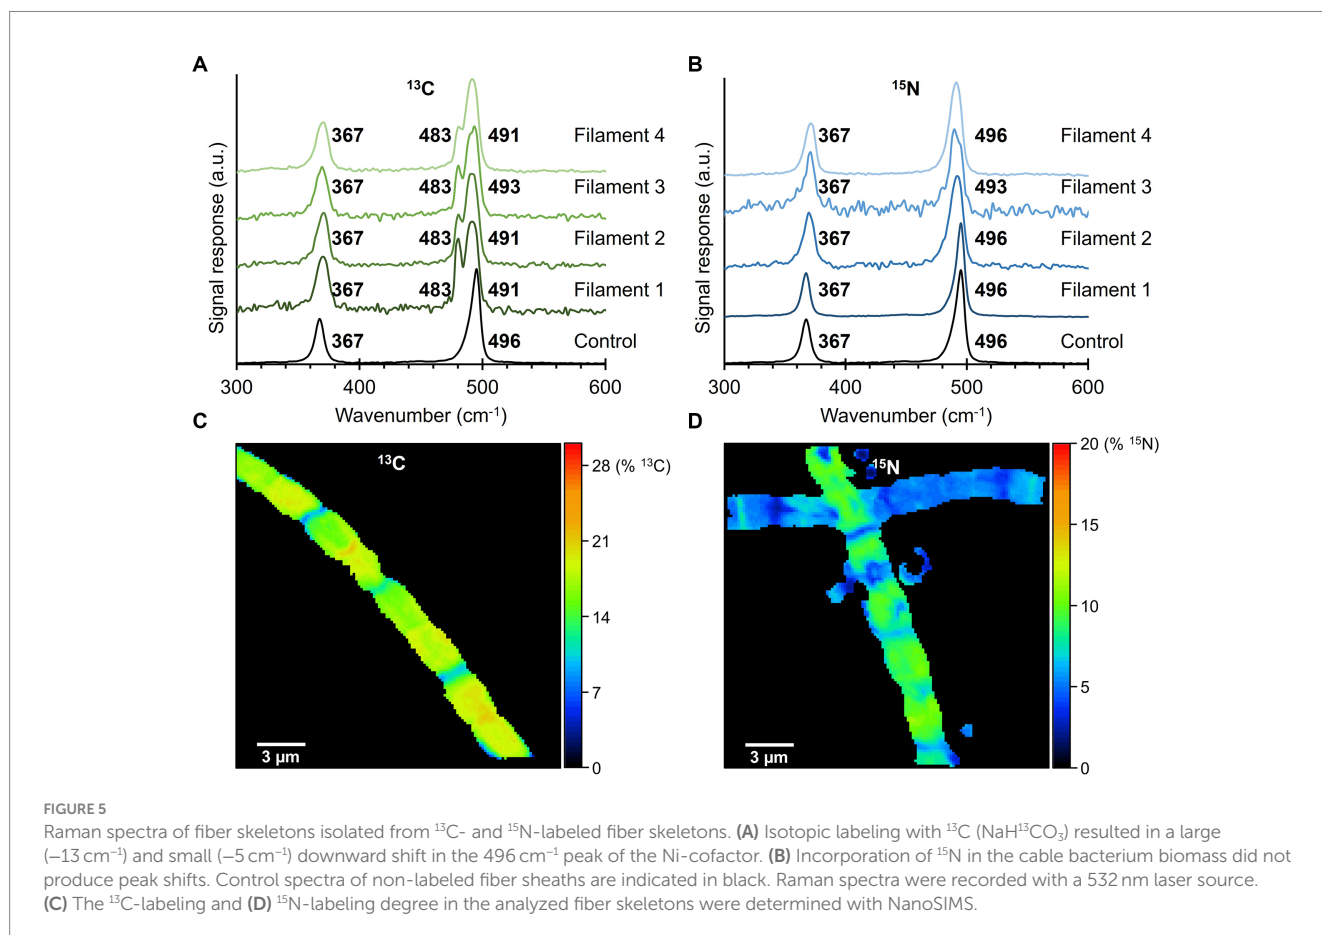 A
¹³C
Signal response (a.u.)
367 483 491 Filament 4
367 483 493 Filament 3
367 483 491 Filament 2
367 483 491 Filament 1
367 496 Control
300 400 500 600
Wavenumber (cm⁻¹)
B
¹⁵N
Signal response (a.u.)
367 496 Filament 4
367 493 Filament 3
367 496 Filament 2
367 496 Filament 1
367 496 Control
300 400 500 600
Wavenumber (cm⁻¹)
C
¹³C
28 (% ¹³C)
21
14
7
0
3 µm
D
¹⁵N
20 (% ¹⁵N)
15
10
5
0
3 µm
FIGURE 5
Raman spectra of fiber skeletons isolated from ¹³C- and ¹⁵N-labeled fiber skeletons. (A) Isotopic labeling with ¹³C (NaH¹³CO₃) resulted in a large
(−13 cm⁻¹) and small (−5 cm⁻¹) downward shift in the 496 cm⁻¹ peak of the Ni-cofactor. (B) Incorporation of ¹⁵N in the cable bacterium biomass did not
produce peak shifts. Control spectra of non-labeled fiber sheaths are indicated in black. Raman spectra were recorded with a 532 nm laser source.
(C) The ¹³C-labeling and (D) ¹⁵N-labeling degree in the analyzed fiber skeletons were determined with NanoSIMS.